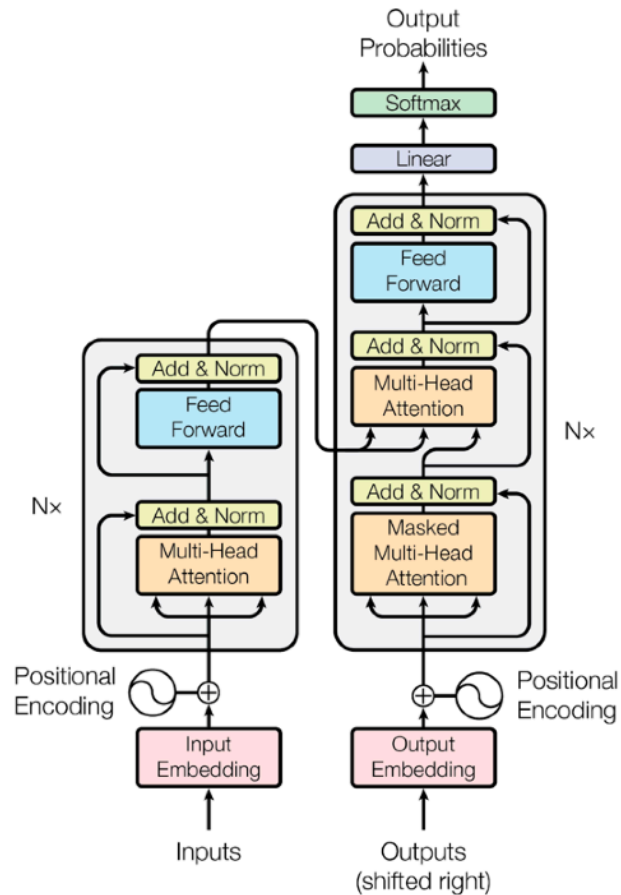 Output
Probabilities
Softmax
Linear
Add & Norm
Feed
Forward
Add & Norm
Multi-Head
Attention
Add & Norm
Masked
Multi-Head
Attention
N×
Add & Norm
Feed
Forward
Add & Norm
Multi-Head
Attention
N×
Positional
Encoding
Positional
Encoding
Input
Embedding
Output
Embedding
Inputs
Outputs
(shifted right)